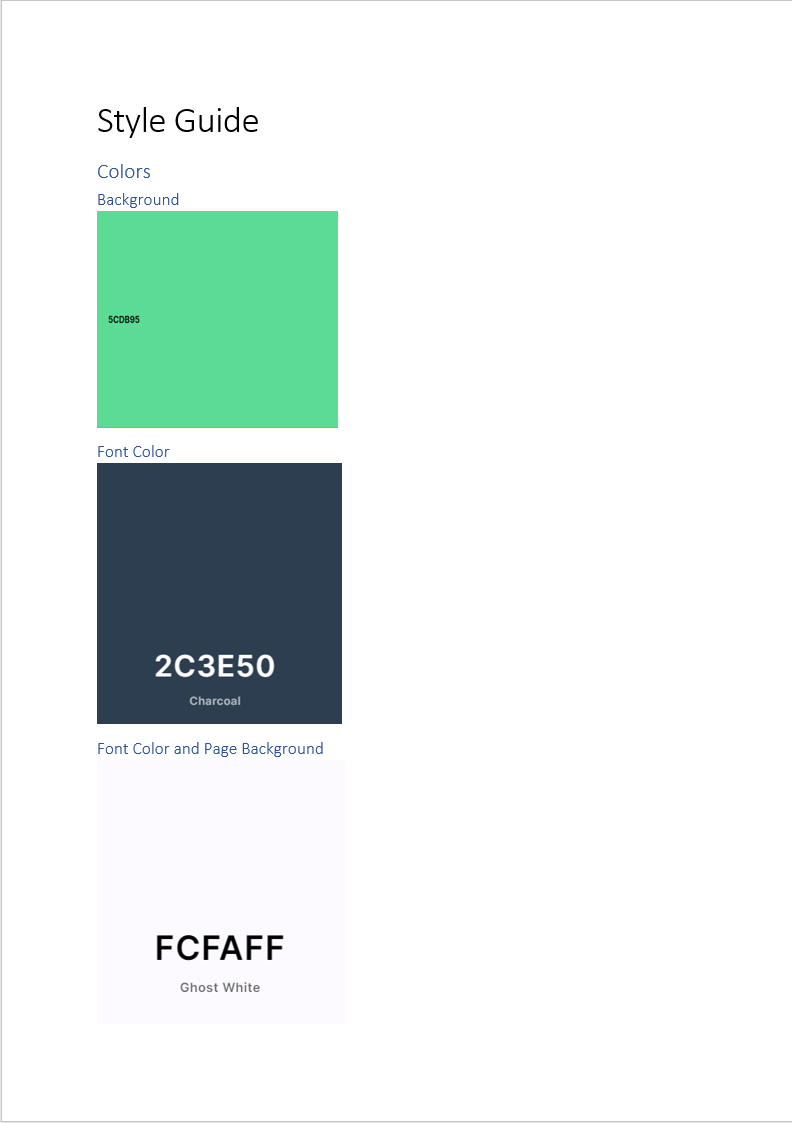 Style Guide
Colors
Background
5CDB95
Font Color
2C3E50
Charcoal
Font Color and Page Background
FCFAFF
Ghost White